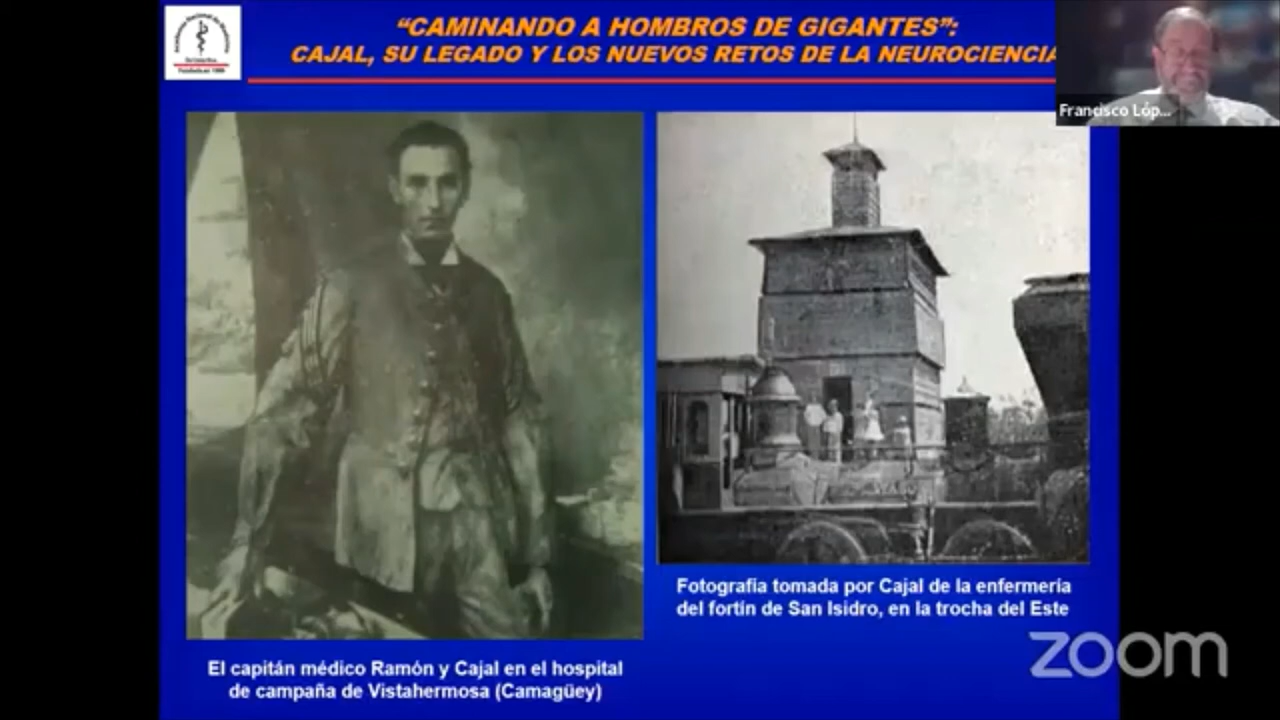 “CAMINANDO A HOMBROS DE GIGANTES”:
CAJAL, SU LEGADO Y LOS NUEVOS RETOS DE LA NEUROCIENCIA
Francisco Lóp...
Fotografía tomada por Cajal de la enfermería
del fortín de San Isidro, en la trocha del Este
El capitán médico Ramón y Cajal en el hospital
de campaña de Vistahermosa (Camagüey)
zoom